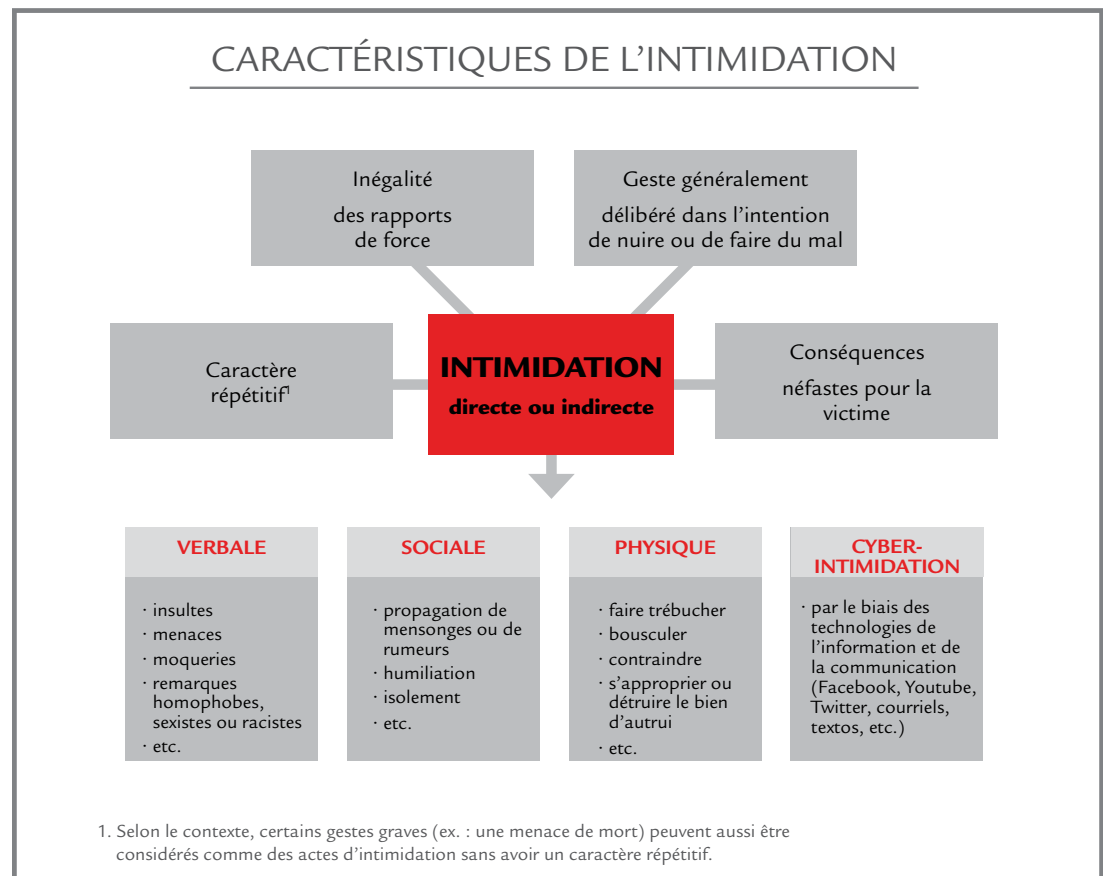 CARACTÉRISTIQUES DE L'INTIMIDATION
Inégalité
des rapports
de force
Geste généralement
délibéré dans l'intention
de nuire ou de faire du mal
Caractère
répétitif¹
INTIMIDATION
directe ou indirecte
Conséquences
néfastes pour la
victime
VERBALE
· insultes
· menaces
· moqueries
· remarques
homophobes,
sexistes ou racistes
· etc.
SOCIALE
· propagation de
mensonges ou de
rumeurs
· humiliation
· isolement
· etc.
PHYSIQUE
· faire trébucher
· bousculer
· contraindre
· s'approprier ou
détruire le bien
d'autrui
· etc.
CYBER-
INTIMIDATION
· par le biais des
technologies de
l'information et de
la communication
(Facebook, Youtube,
Twitter, courriels,
textos, etc.)
1. Selon le contexte, certains gestes graves (ex. : une menace de mort) peuvent aussi être
considérés comme des actes d'intimidation sans avoir un caractère répétitif.